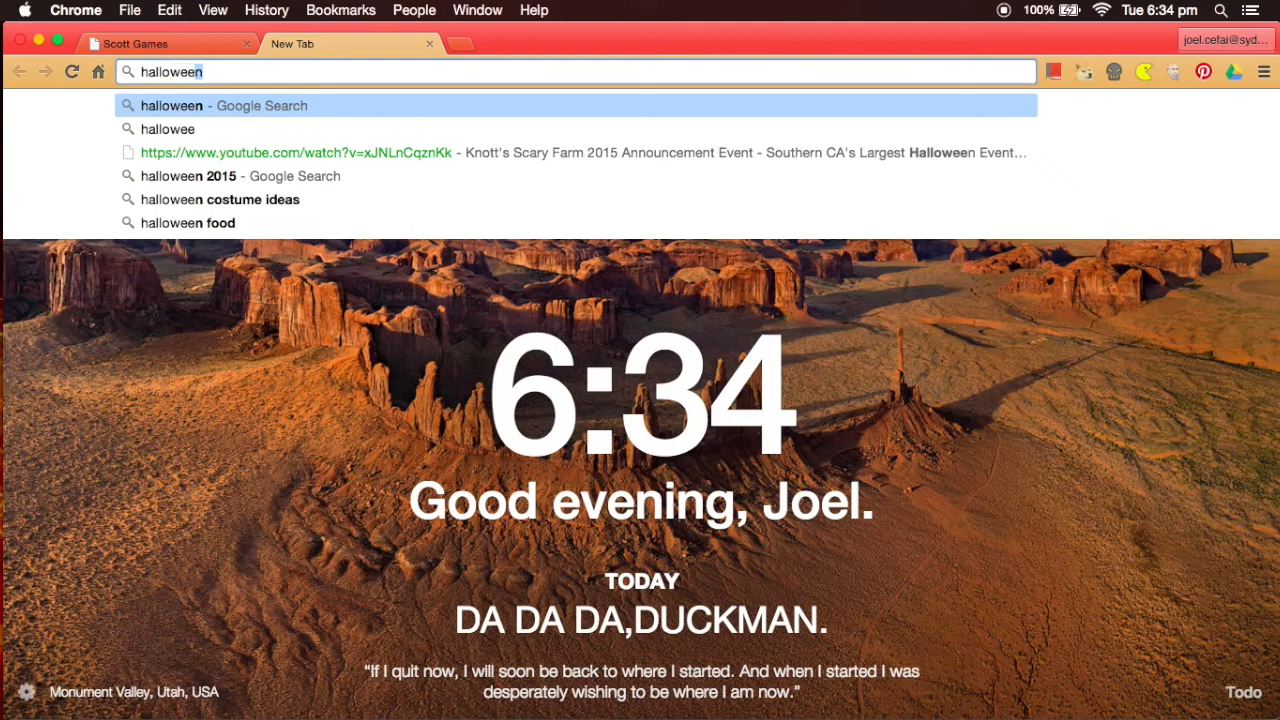 Chrome File Edit View History Bookmarks People Window Help 100% Tue 6:34 pm
Scott Games New Tab joel.cefai@syd...
halloween
halloween - Google Search
hallowee
https://www.youtube.com/watch?v=xJNLnCqznKk - Knott's Scary Farm 2015 Announcement Event - Southern CA's Largest Halloween Event...
halloween 2015 - Google Search
halloween costume ideas
halloween food
6:34
Good evening, Joel.
TODAY
DA DA DA,DUCKMAN.
“If I quit now, I will soon be back to where I started. And when I started I was
desperately wishing to be where I am now.”
Monument Valley, Utah, USA Todo